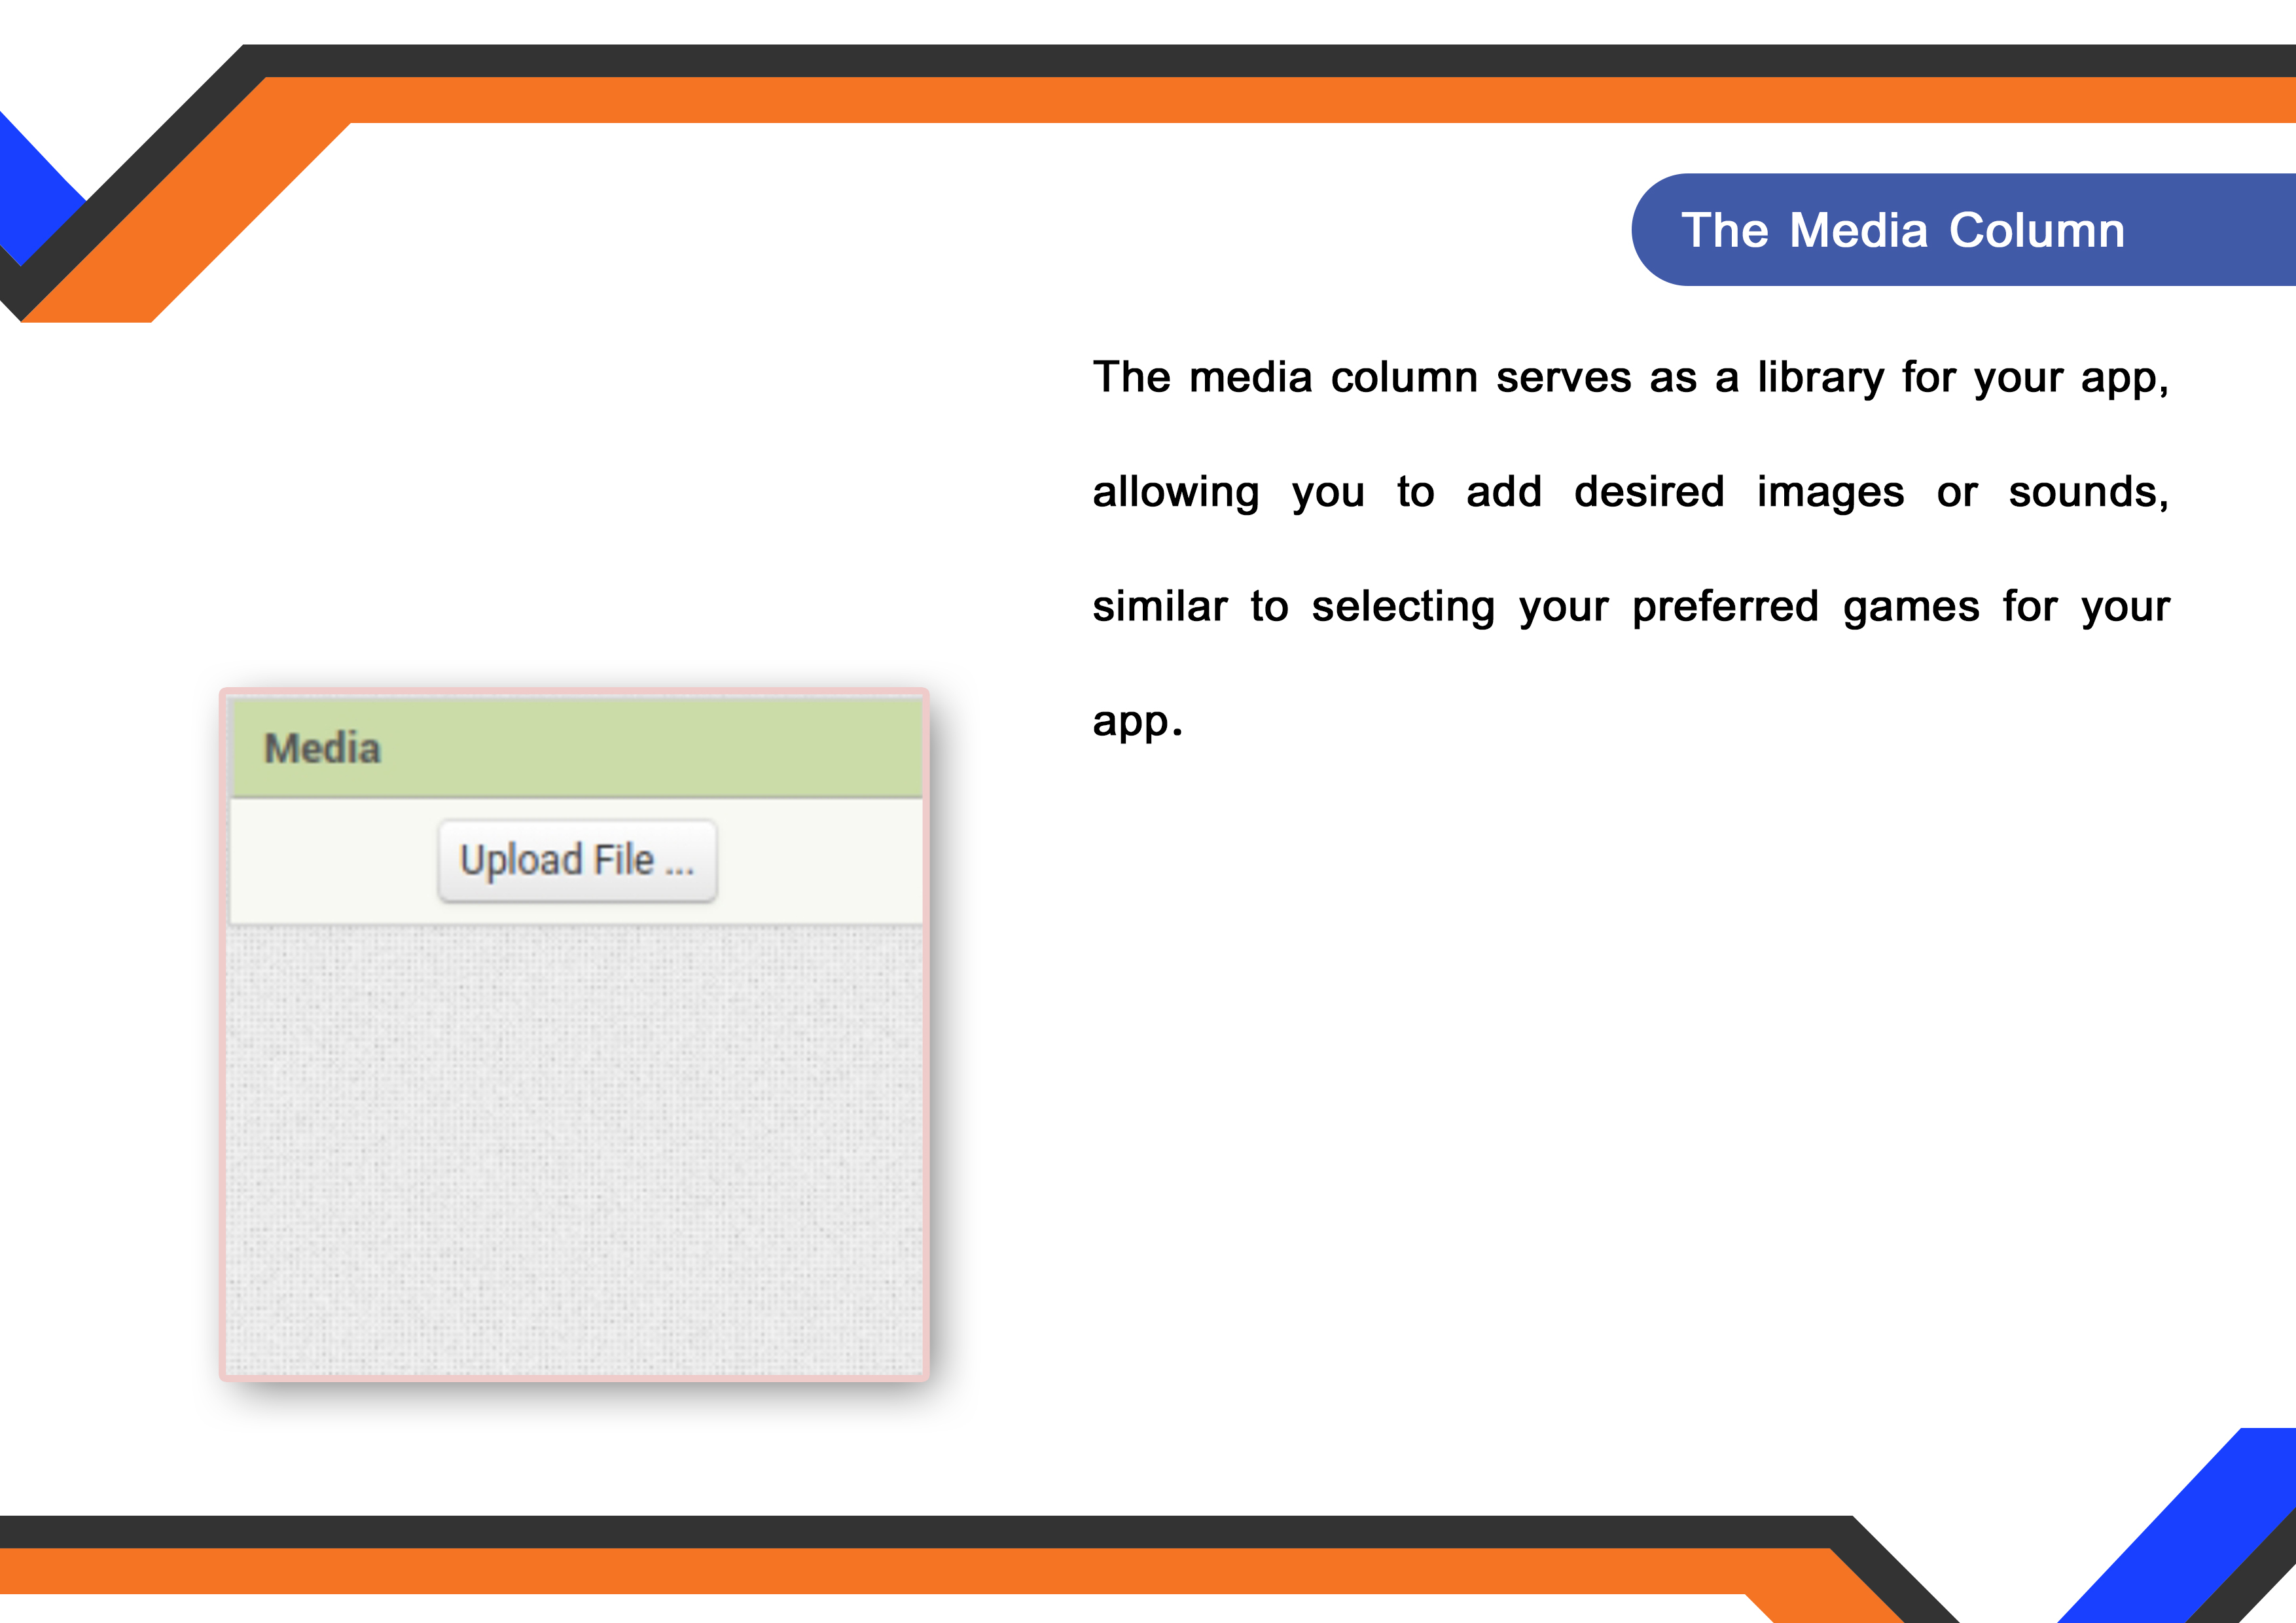 The Media Column
The media column serves as a library for your app,
allowing you to add desired images or sounds,
similar to selecting your preferred games for your
app.
Media
Upload File ...